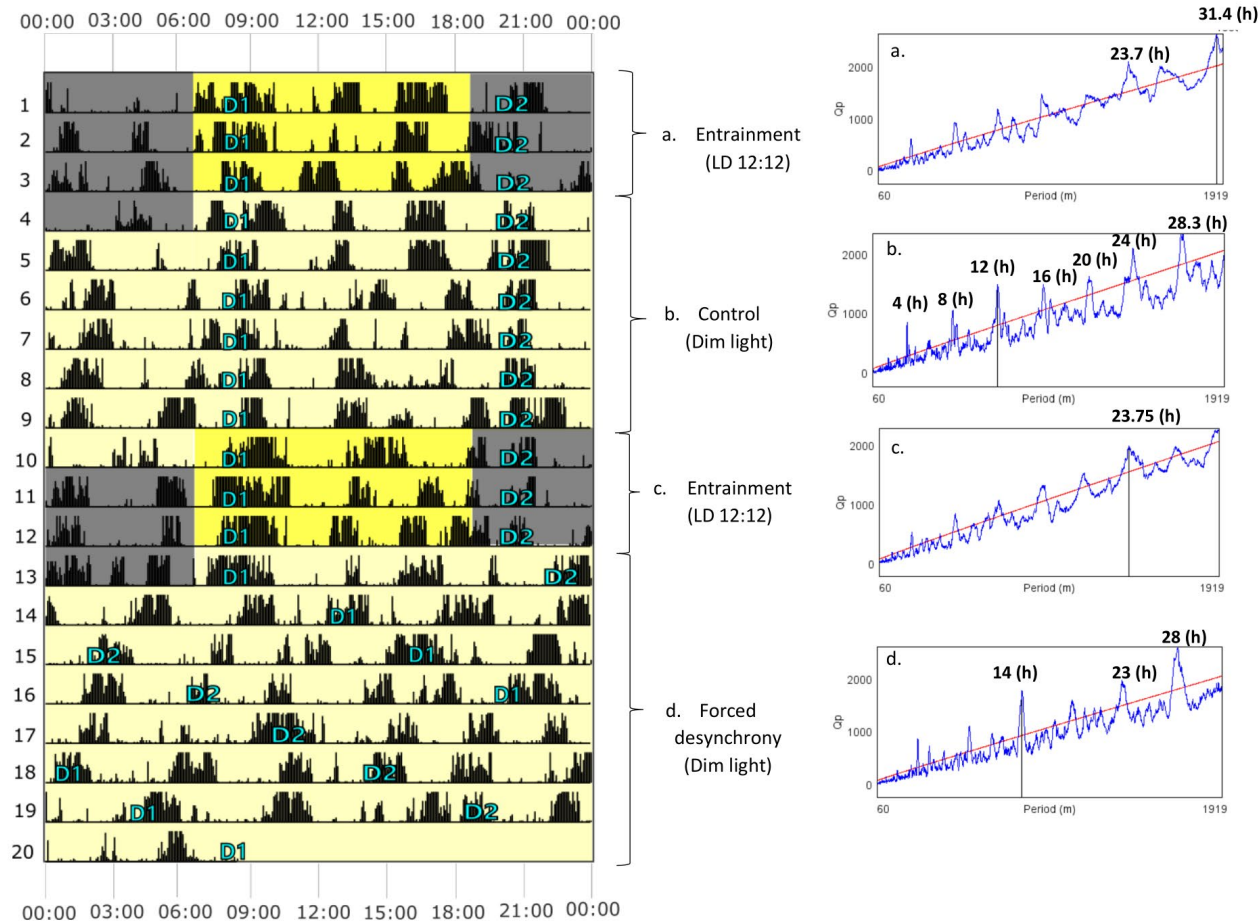 00:00 03:00 06:00 09:00 12:00 15:00 18:00 21:00 00:00
1 D1 D2
2 D1 D2
3 D1 D2
4 D1 D2
5 D1 D2
6 D1 D2
7 D1 D2
8 D1 D2
9 D1 D2
10 D1 D2
11 D1 D2
12 D1 D2
13 D1 D2
14 D1
15 D2 D1
16 D2 D1
17 D2
18 D1 D2
19 D1 D2
20 D1
00:00 03:00 06:00 09:00 12:00 15:00 18:00 21:00 00:00
a. Entrainment
(LD 12:12)
b. Control
(Dim light)
c. Entrainment
(LD 12:12)
d. Forced
desynchrony
(Dim light)
31.4 (h)
a.
23.7 (h)
2000
1000
0
Qp
60 Period (m) 1919
28.3 (h)
b.
24 (h)
20 (h)
12 (h)
16 (h)
8 (h)
4 (h)
2000
1000
0
Qp
60 Period (m) 1919
23.75 (h)
c.
2000
1000
0
Qp
60 Period (m) 1919
28 (h)
d.
14 (h)
23 (h)
2000
1000
0
Qp
60 Period (m) 1919